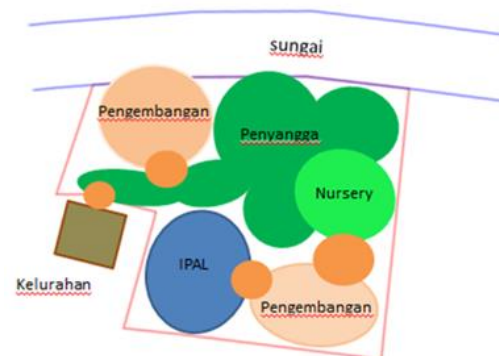 sungai
Pengembangan
Penyangga
Nursery
IPAL
Kelurahan
Pengembangan